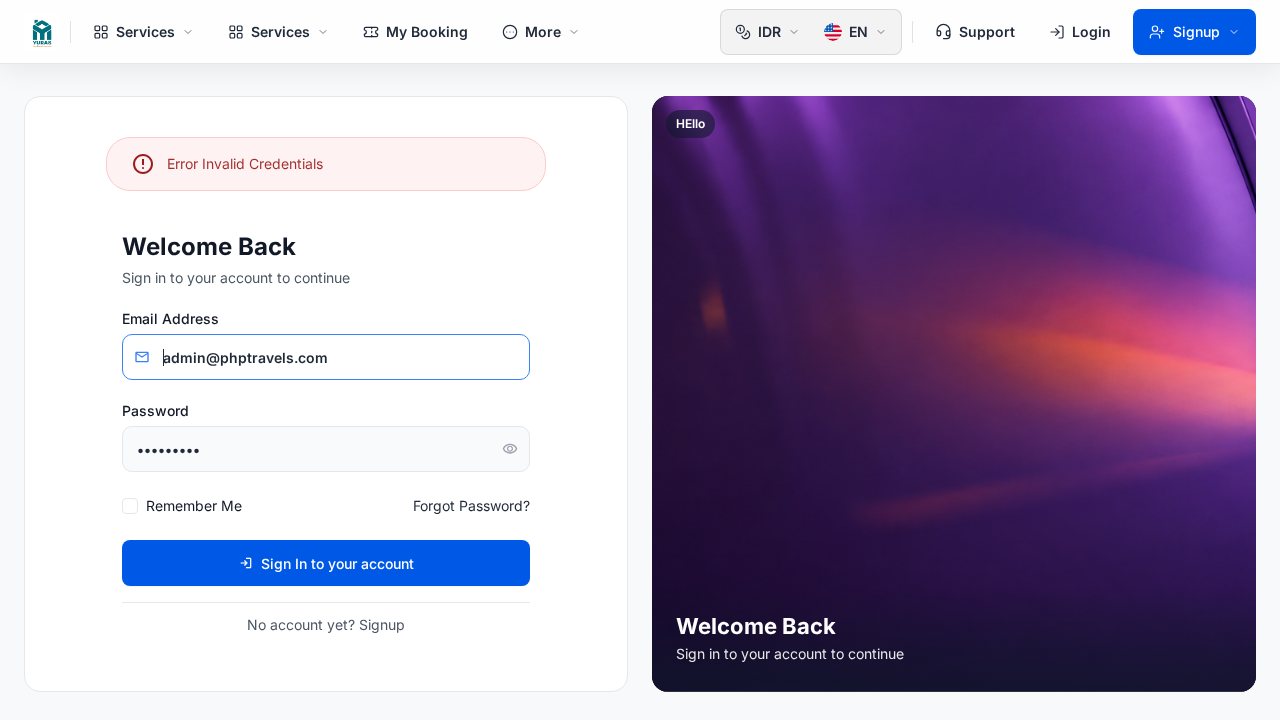 YUBAS
Services
Services
My Booking
More
IDR
EN
Support
Login
Signup
Error Invalid Credentials
Welcome Back
Sign in to your account to continue
Email Address
admin@phptravels.com
Password
•••••••••
Remember Me
Forgot Password?
Sign In to your account
No account yet? Signup
HEllo
Welcome Back
Sign in to your account to continue